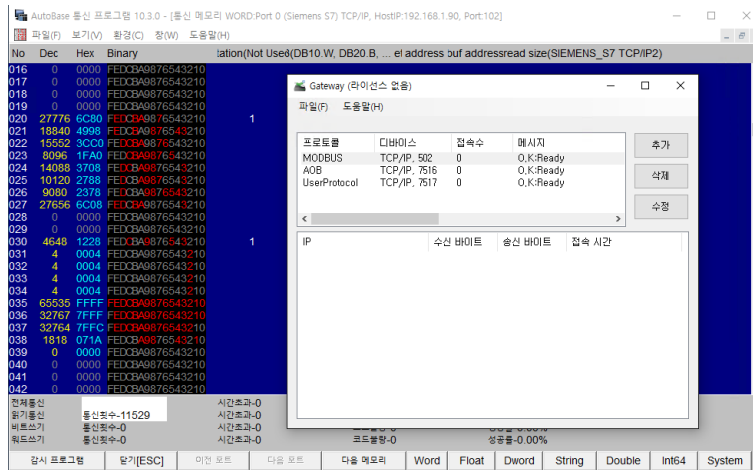 AutoBase 통신 프로그램 10.3.0 - [통신 메모리 WORD:Port 0 (Siemens S7) TCP/IP, HostIP:192.168.1.90, Port:102]
파일(F) 보기(V) 환경(C) 창(W) 도움말(H)
No Dec Hex Binary tation(Not Used(DB10.W, DB20.B, ... el address buf addressread size(SIEMENS_S7 TCP/IP2)
016 0 0000 FEDCBA9876543210
017 0 0000 FEDCBA9876543210
018 0 0000 FEDCBA9876543210
019 0 0000 FEDCBA9876543210
020 27776 6C80 FEDCBA9876543210 1
021 18840 4998 FEDCBA9876543210
022 15552 3CC0 FEDCBA9876543210
023 8096 1FA0 FEDCBA9876543210
024 14088 3708 FEDCBA9876543210
025 10120 2788 FEDCBA9876543210
026 9080 2378 FEDCBA9876543210
027 27656 6C08 FEDCBA9876543210
028 0 0000 FEDCBA9876543210
029 0 0000 FEDCBA9876543210
030 4648 1228 FEDCBA9876543210 1
031 4 0004 FEDCBA9876543210
032 4 0004 FEDCBA9876543210
033 4 0004 FEDCBA9876543210
034 4 0004 FEDCBA9876543210
035 65535 FFFF FEDCBA9876543210
036 32767 7FFF FEDCBA9876543210
037 32764 7FFC FEDCBA9876543210
038 1818 071A FEDCBA9876543210
039 0 0000 FEDCBA9876543210
040 0 0000 FEDCBA9876543210
041 0 0000 FEDCBA9876543210
042 0 0000 FEDCBA9876543210
Gateway (라이선스 없음)
파일(F) 도움말(H)
프로토콜 디바이스 접속수 메시지
MODBUS TCP/IP, 502 0 O,K:Ready
AOB TCP/IP, 7516 0 O,K:Ready
UserProtocol TCP/IP, 7517 0 O,K:Ready
추가
삭제
수정
IP 수신 바이트 송신 바이트 접속 시간
전체통신 시간초과-0
읽기통신 통신횟수-11529 시간초과-0
비트쓰기 통신횟수-0 시간초과-0
워드쓰기 통신횟수-0 시간초과-0 코드불량-0 성공률-0.00%
감시 프로그램 닫기[ESC] 이전 포트 다음 포트 다음 메모리 Word Float Dword String Double Int64 System